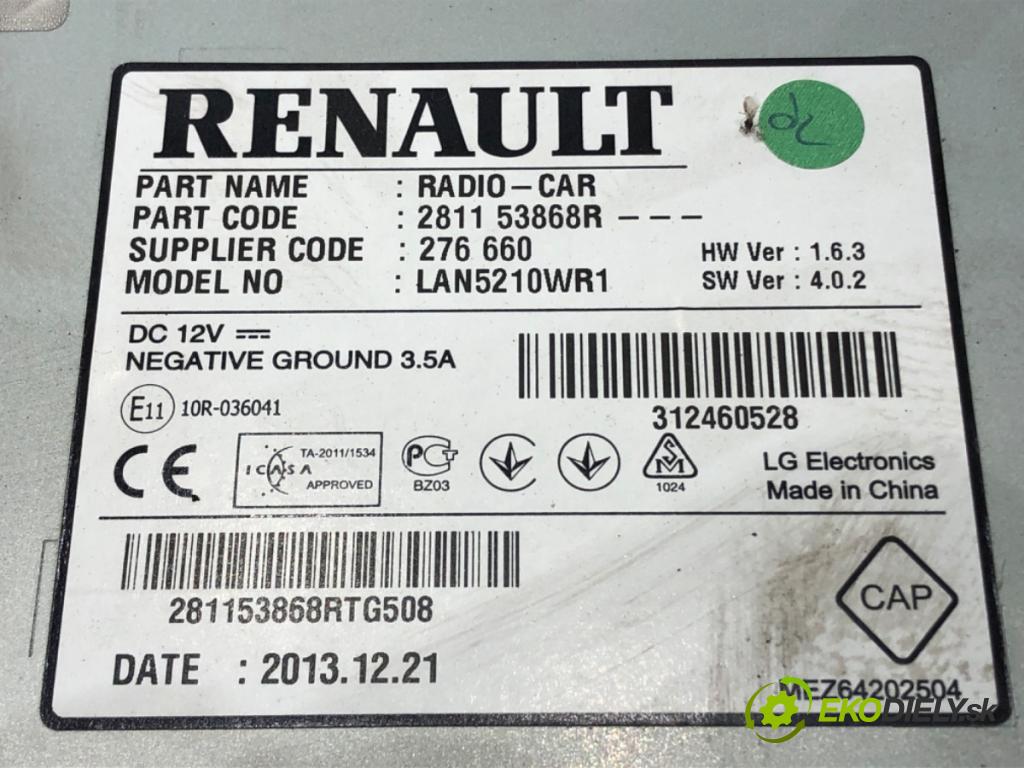 RENAULT
PART NAME : RADIO-CAR
PART CODE : 2811 53868R - - -
SUPPLIER CODE : 276 660 HW Ver : 1.6.3
MODEL NO : LAN5210WR1 SW Ver : 4.0.2
DC 12V
NEGATIVE GROUND 3.5A
E11 10R-036041
312460528
CE
TA-2011/1534
ICASA
APPROVED
PCT
BZ03
SM
1024
LG Electronics
Made in China
281153868RTG508
CAP
DATE : 2013.12.21
MEZ64202504
EKODIELY.sk